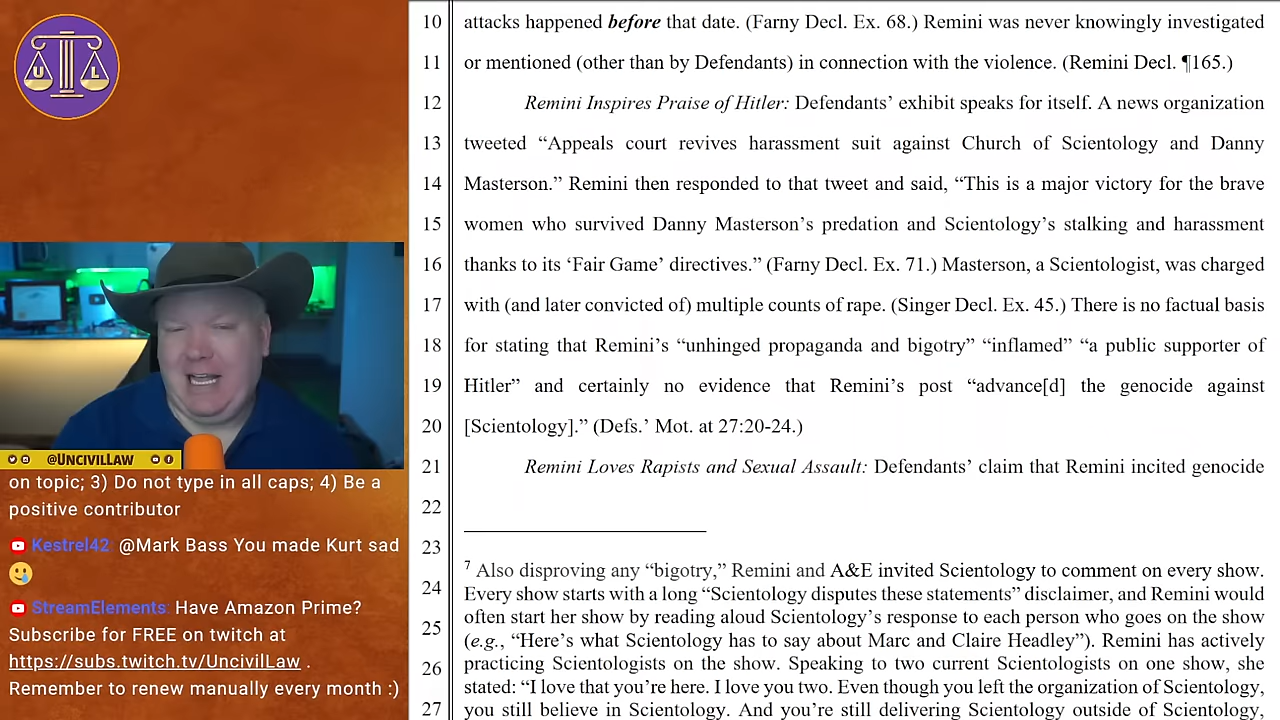 U L
@UNCIVILLAW
on topic; 3) Do not type in all caps; 4) Be a
positive contributor
Kestrel42 @Mark Bass You made Kurt sad
StreamElements Have Amazon Prime?
Subscribe for FREE on twitch at
https://subs.twitch.tv/UncivilLaw .
Remember to renew manually every month :)
10 attacks happened before that date. (Farny Decl. Ex. 68.) Remini was never knowingly investigated
11 or mentioned (other than by Defendants) in connection with the violence. (Remini Decl. ¶165.)
12 Remini Inspires Praise of Hitler: Defendants’ exhibit speaks for itself. A news organization
13 tweeted “Appeals court revives harassment suit against Church of Scientology and Danny
14 Masterson.” Remini then responded to that tweet and said, “This is a major victory for the brave
15 women who survived Danny Masterson’s predation and Scientology’s stalking and harassment
16 thanks to its ‘Fair Game’ directives.” (Farny Decl. Ex. 71.) Masterson, a Scientologist, was charged
17 with (and later convicted of) multiple counts of rape. (Singer Decl. Ex. 45.) There is no factual basis
18 for stating that Remini’s “unhinged propaganda and bigotry” “inflamed” “a public supporter of
19 Hitler” and certainly no evidence that Remini’s post “advance[d] the genocide against
20 [Scientology].” (Defs.’ Mot. at 27:20-24.)
21 Remini Loves Rapists and Sexual Assault: Defendants’ claim that Remini incited genocide
22
23
7 Also disproving any “bigotry,” Remini and A&E invited Scientology to comment on every show.
24 Every show starts with a long “Scientology disputes these statements” disclaimer, and Remini would
often start her show by reading aloud Scientology’s response to each person who goes on the show
25 (e.g., “Here’s what Scientology has to say about Marc and Claire Headley”). Remini has actively
26 practicing Scientologists on the show. Speaking to two current Scientologists on one show, she
stated: “I love that you’re here. I love you two. Even though you left the organization of Scientology,
27 you still believe in Scientology. And you’re still delivering Scientology outside of Scientology,